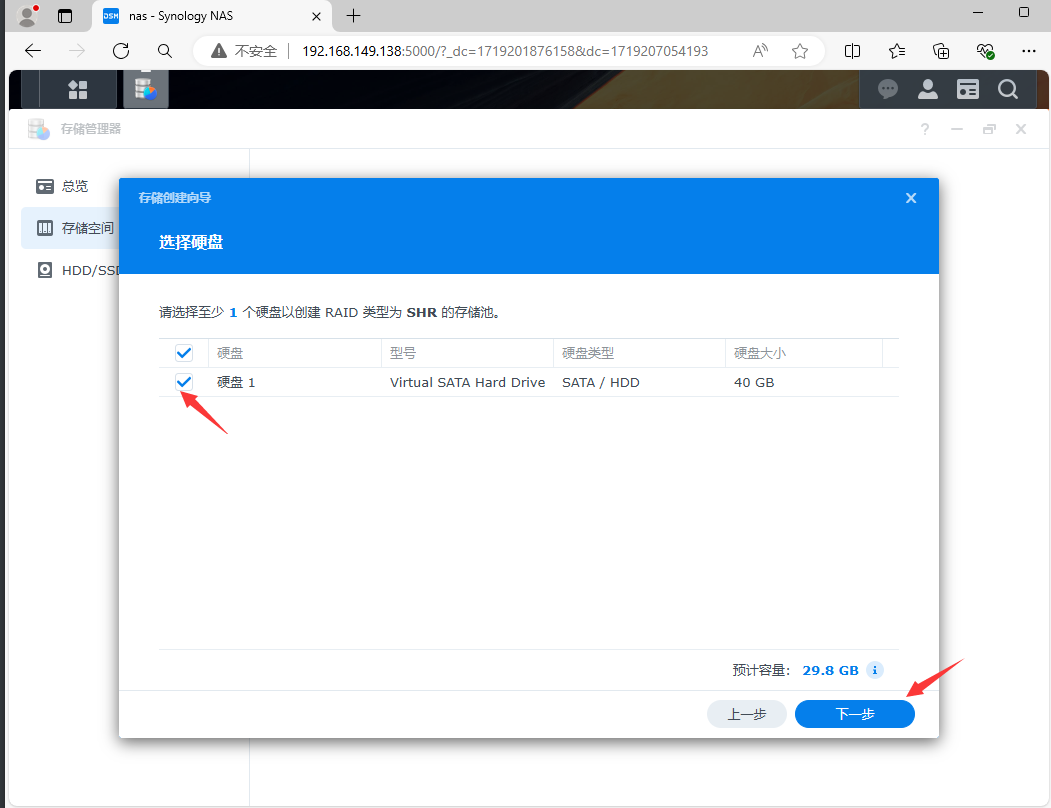 nas - Synology NAS
不安全 192.168.149.138:5000/?_dc=1719201876158&dc=1719207054193
存储管理器
总览
存储空间
HDD/SSD
存储创建向导
选择硬盘
请选择至少 1 个硬盘以创建 RAID 类型为 SHR 的存储池。
硬盘 型号 硬盘类型 硬盘大小
硬盘 1 Virtual SATA Hard Drive SATA / HDD 40 GB
预计容量: 29.8 GB
上一步 下一步